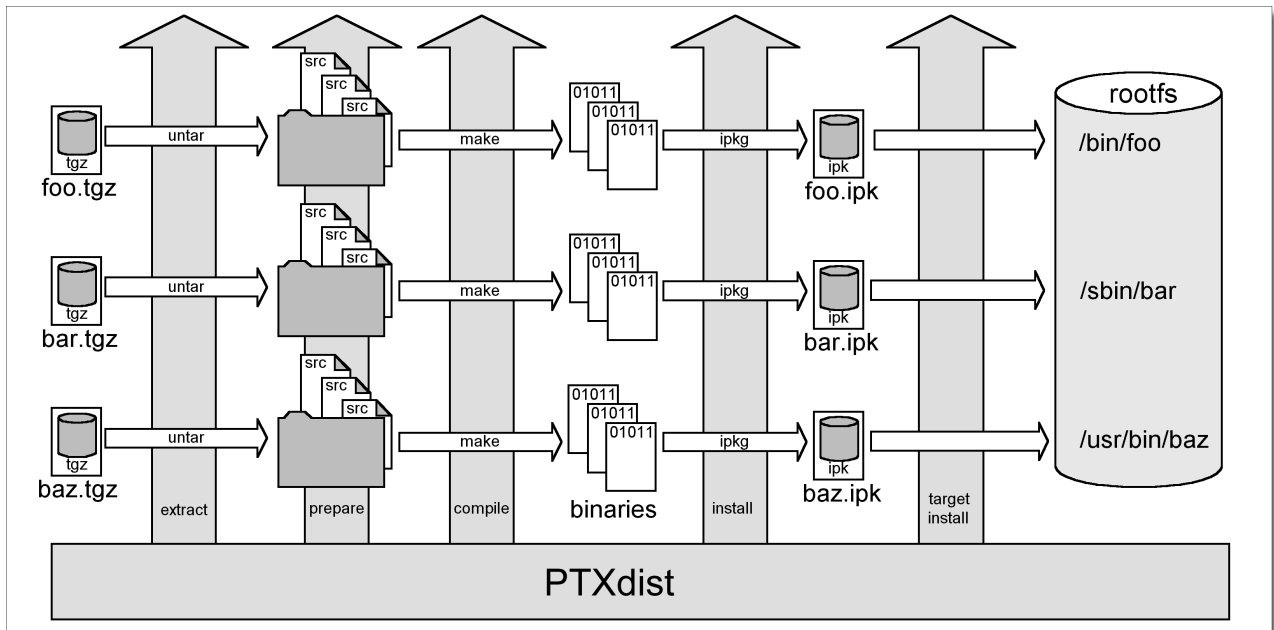 rootfs
src
src
src
01011
01011
01011
tgz
untar
make
ipkg
ipk
/bin/foo
foo.tgz
foo.ipk
src
src
src
01011
01011
01011
tgz
untar
make
ipkg
ipk
/sbin/bar
bar.tgz
bar.ipk
src
src
src
01011
01011
01011
tgz
untar
make
ipkg
ipk
/usr/bin/baz
baz.tgz
binaries
baz.ipk
extract
prepare
compile
install
target
install
PTXdist